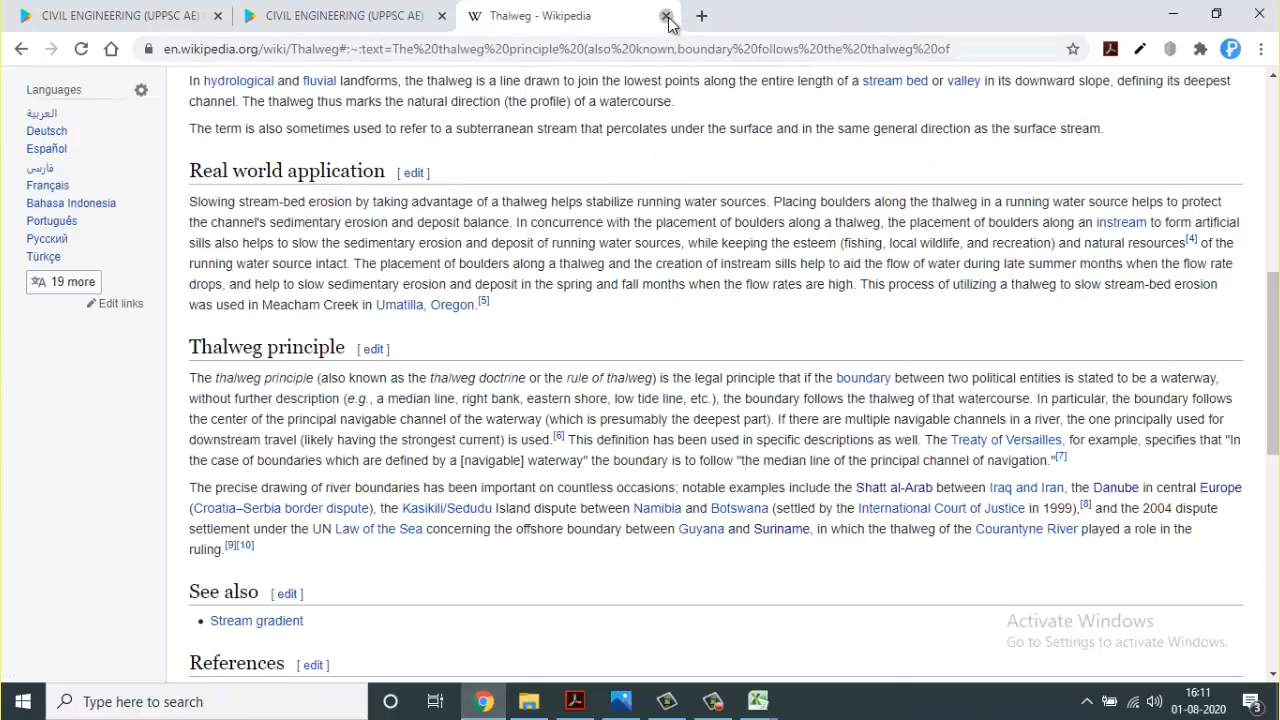 CIVIL ENGINEERING (UPPSC AE)
CIVIL ENGINEERING (UPPSC AE)
Thalweg - Wikipedia
en.wikipedia.org/wiki/Thalweg#:~:text=The%20thalweg%20principle%20(also%20known,boundary%20follows%20the%20thalweg%20of
Languages
العربية
Deutsch
Español
فارسی
Français
Bahasa Indonesia
Português
Русский
Türkçe
19 more
Edit links
In hydrological and fluvial landforms, the thalweg is a line drawn to join the lowest points along the entire length of a stream bed or valley in its downward slope, defining its deepest
channel. The thalweg thus marks the natural direction (the profile) of a watercourse.
The term is also sometimes used to refer to a subterranean stream that percolates under the surface and in the same general direction as the surface stream.
Real world application [ edit ]
Slowing stream-bed erosion by taking advantage of a thalweg helps stabilize running water sources. Placing boulders along the thalweg in a running water source helps to protect
the channel's sedimentary erosion and deposit balance. In concurrence with the placement of boulders along a thalweg, the placement of boulders along an instream to form artificial
sills also helps to slow the sedimentary erosion and deposit of running water sources, while keeping the esteem (fishing, local wildlife, and recreation) and natural resources[4] of the
running water source intact. The placement of boulders along a thalweg and the creation of instream sills help to aid the flow of water during late summer months when the flow rate
drops, and help to slow sedimentary erosion and deposit in the spring and fall months when the flow rates are high. This process of utilizing a thalweg to slow stream-bed erosion
was used in Meacham Creek in Umatilla, Oregon.[5]
Thalweg principle [ edit ]
The thalweg principle (also known as the thalweg doctrine or the rule of thalweg) is the legal principle that if the boundary between two political entities is stated to be a waterway,
without further description (e.g., a median line, right bank, eastern shore, low tide line, etc.), the boundary follows the thalweg of that watercourse. In particular, the boundary follows
the center of the principal navigable channel of the waterway (which is presumably the deepest part). If there are multiple navigable channels in a river, the one principally used for
downstream travel (likely having the strongest current) is used.[6] This definition has been used in specific descriptions as well. The Treaty of Versailles, for example, specifies that "In
the case of boundaries which are defined by a [navigable] waterway" the boundary is to follow "the median line of the principal channel of navigation."[7]
The precise drawing of river boundaries has been important on countless occasions; notable examples include the Shatt al-Arab between Iraq and Iran, the Danube in central Europe
(Croatia–Serbia border dispute), the Kasikili/Sedudu Island dispute between Namibia and Botswana (settled by the International Court of Justice in 1999),[8] and the 2004 dispute
settlement under the UN Law of the Sea concerning the offshore boundary between Guyana and Suriname, in which the thalweg of the Courantyne River played a role in the
ruling.[9][10]
See also [ edit ]
• Stream gradient
References [ edit ]
Activate Windows
Go to Settings to activate Windows.
Type here to search
16:11
01-08-2020
3